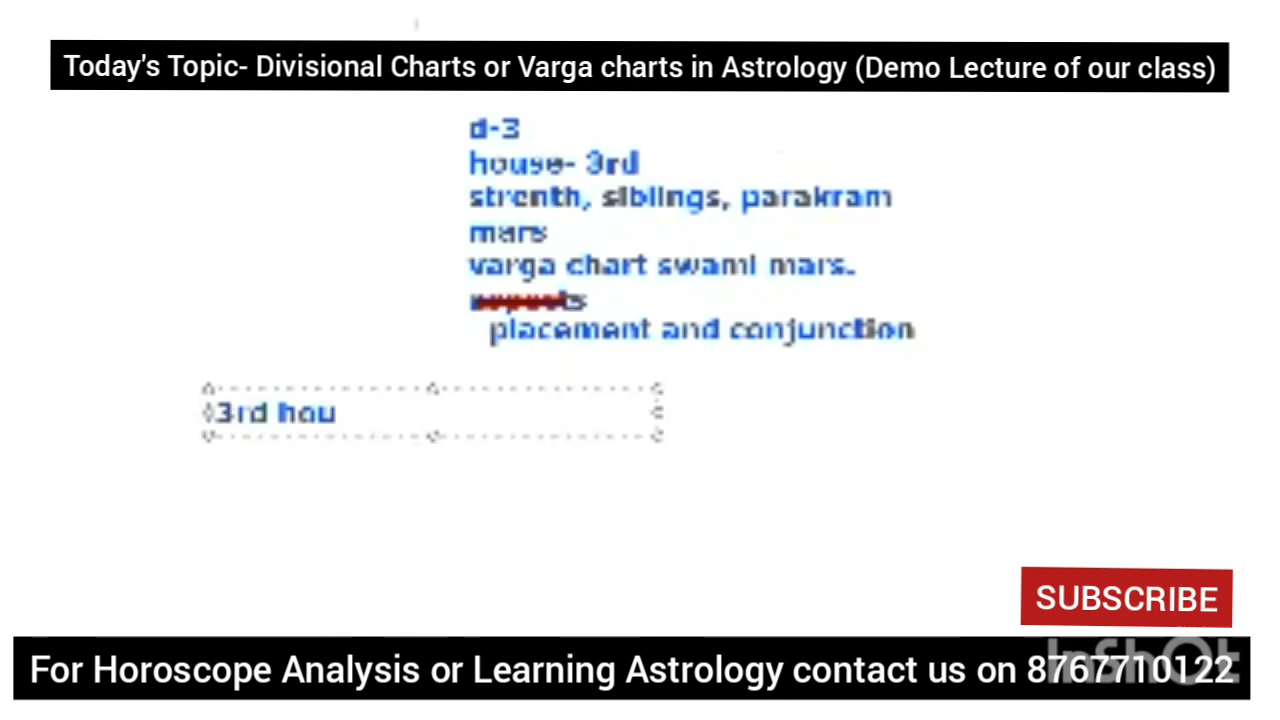 Today's Topic- Divisional Charts or Varga charts in Astrology (Demo Lecture of our class)
d-3
house- 3rd
strenth, siblings, parakram
mars
varga chart swami mars.
placement and conjunction
3rd hou
SUBSCRIBE
InShOt
For Horoscope Analysis or Learning Astrology contact us on 8767710122